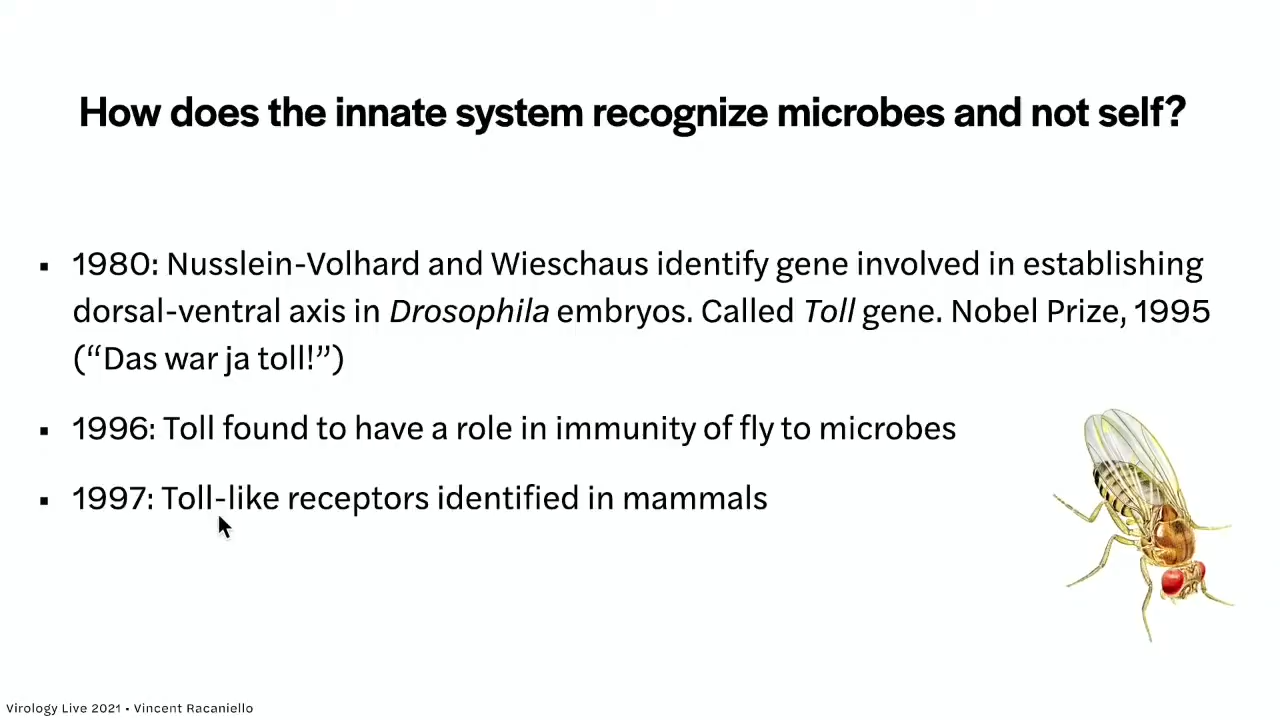 How does the innate system recognize microbes and not self?
▪ 1980: Nusslein-Volhard and Wieschaus identify gene involved in establishing
dorsal-ventral axis in Drosophila embryos. Called Toll gene. Nobel Prize, 1995
(“Das war ja toll!”)
▪ 1996: Toll found to have a role in immunity of fly to microbes
▪ 1997: Toll-like receptors identified in mammals
Virology Live 2021 • Vincent Racaniello